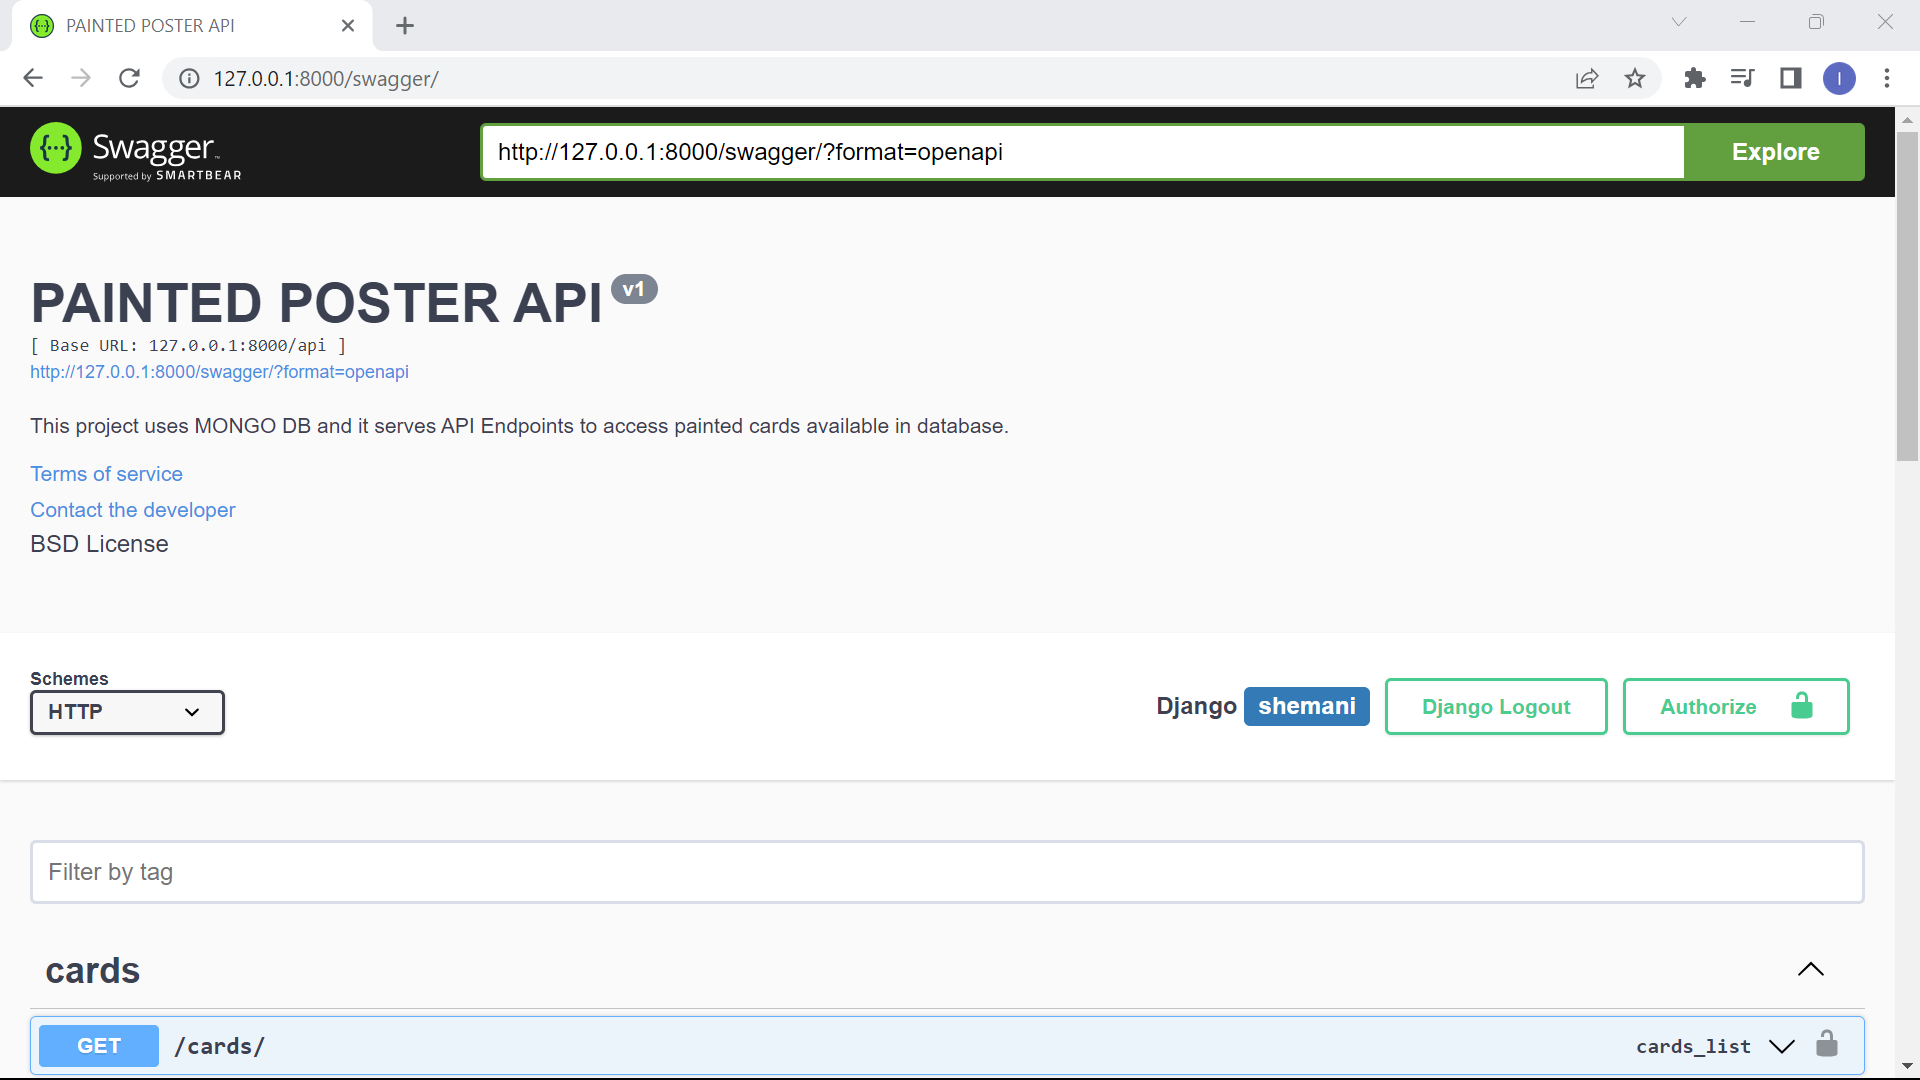 PAINTED POSTER API
127.0.0.1:8000/swagger/
I
{···} Swagger
Supported by SMARTBEAR
http://127.0.0.1:8000/swagger/?format=openapi
Explore
PAINTED POSTER API v1
[ Base URL: 127.0.0.1:8000/api ]
http://127.0.0.1:8000/swagger/?format=openapi
This project uses MONGO DB and it serves API Endpoints to access painted cards available in database.
Terms of service
Contact the developer
BSD License
Schemes
HTTP
Django shemani
Django Logout
Authorize
Filter by tag
cards
GET /cards/ cards_list